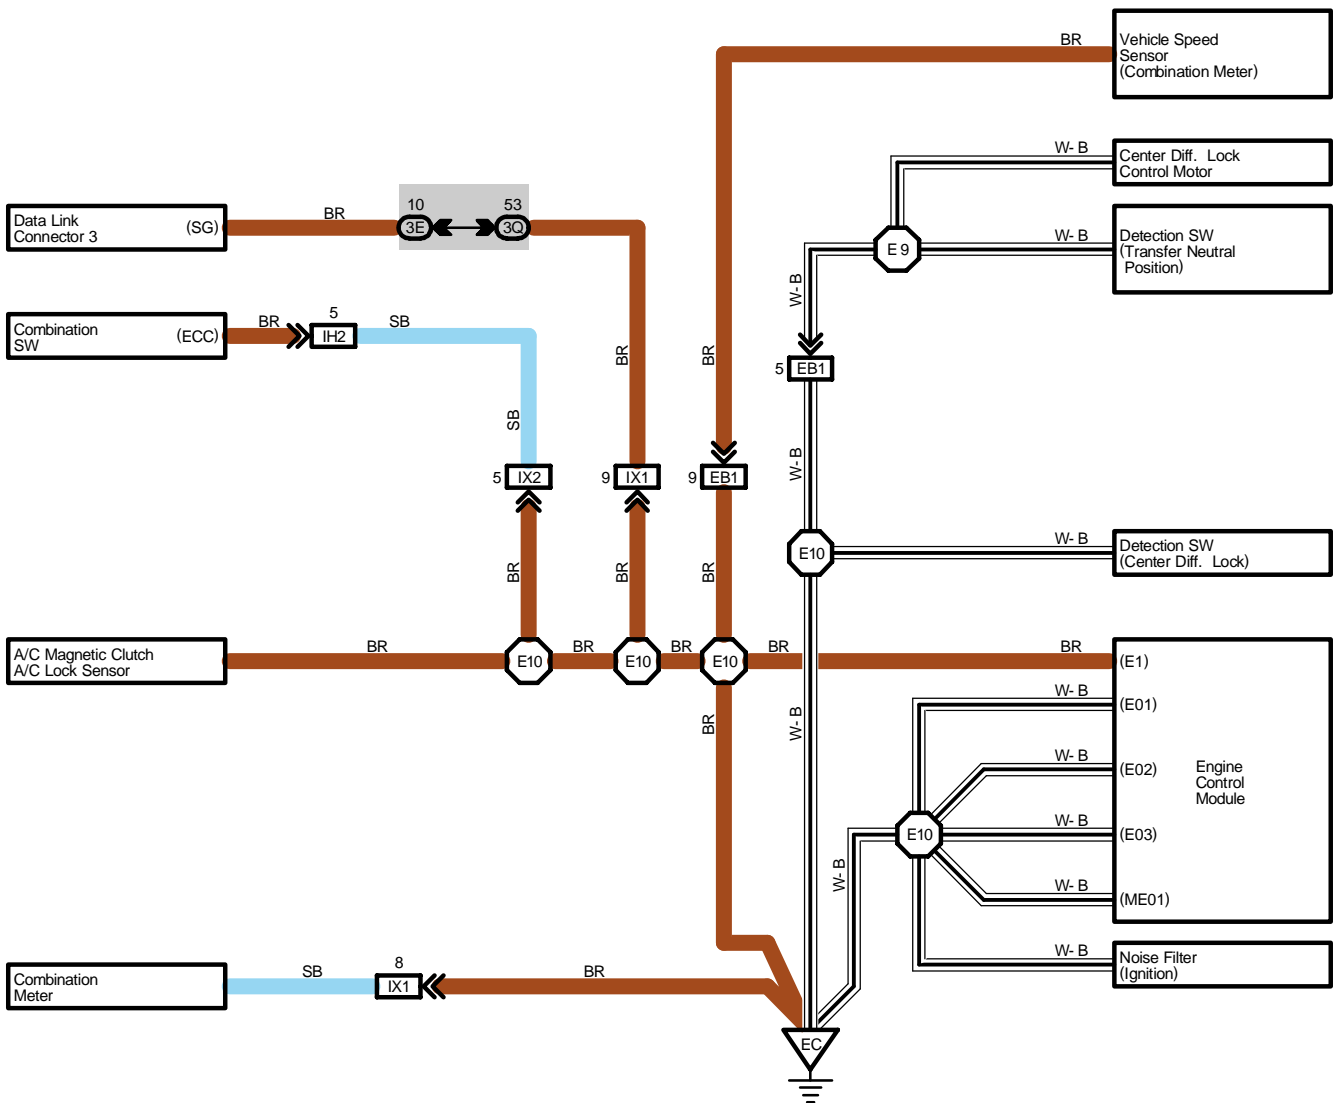 BR
Vehicle Speed
Sensor
(Combination Meter)
W-B
Center Diff. Lock
Control Motor
10
53
Data Link
Connector 3
(SG)
BR
3E
3Q
E9
W-B
Detection SW
(Transfer Neutral
Position)
W-B
5
Combination
SW
(ECC)
BR
IH2
SB
BR
BR
5
EB1
SB
W-B
5
IX2
9
IX1
9
EB1
E10
W-B
Detection SW
(Center Diff. Lock)
BR
BR
BR
A/C Magnetic Clutch
A/C Lock Sensor
BR
E10
BR
E10
BR
E10
BR
BR
(E1)
BR
W-B
W-B
(E01)
W-B
(E02)
Engine
Control
Module
E10
W-B
(E03)
W-B
W-B
(ME01)
W-B
Noise Filter
(Ignition)
Combination
Meter
SB
8
IX1
BR
EC